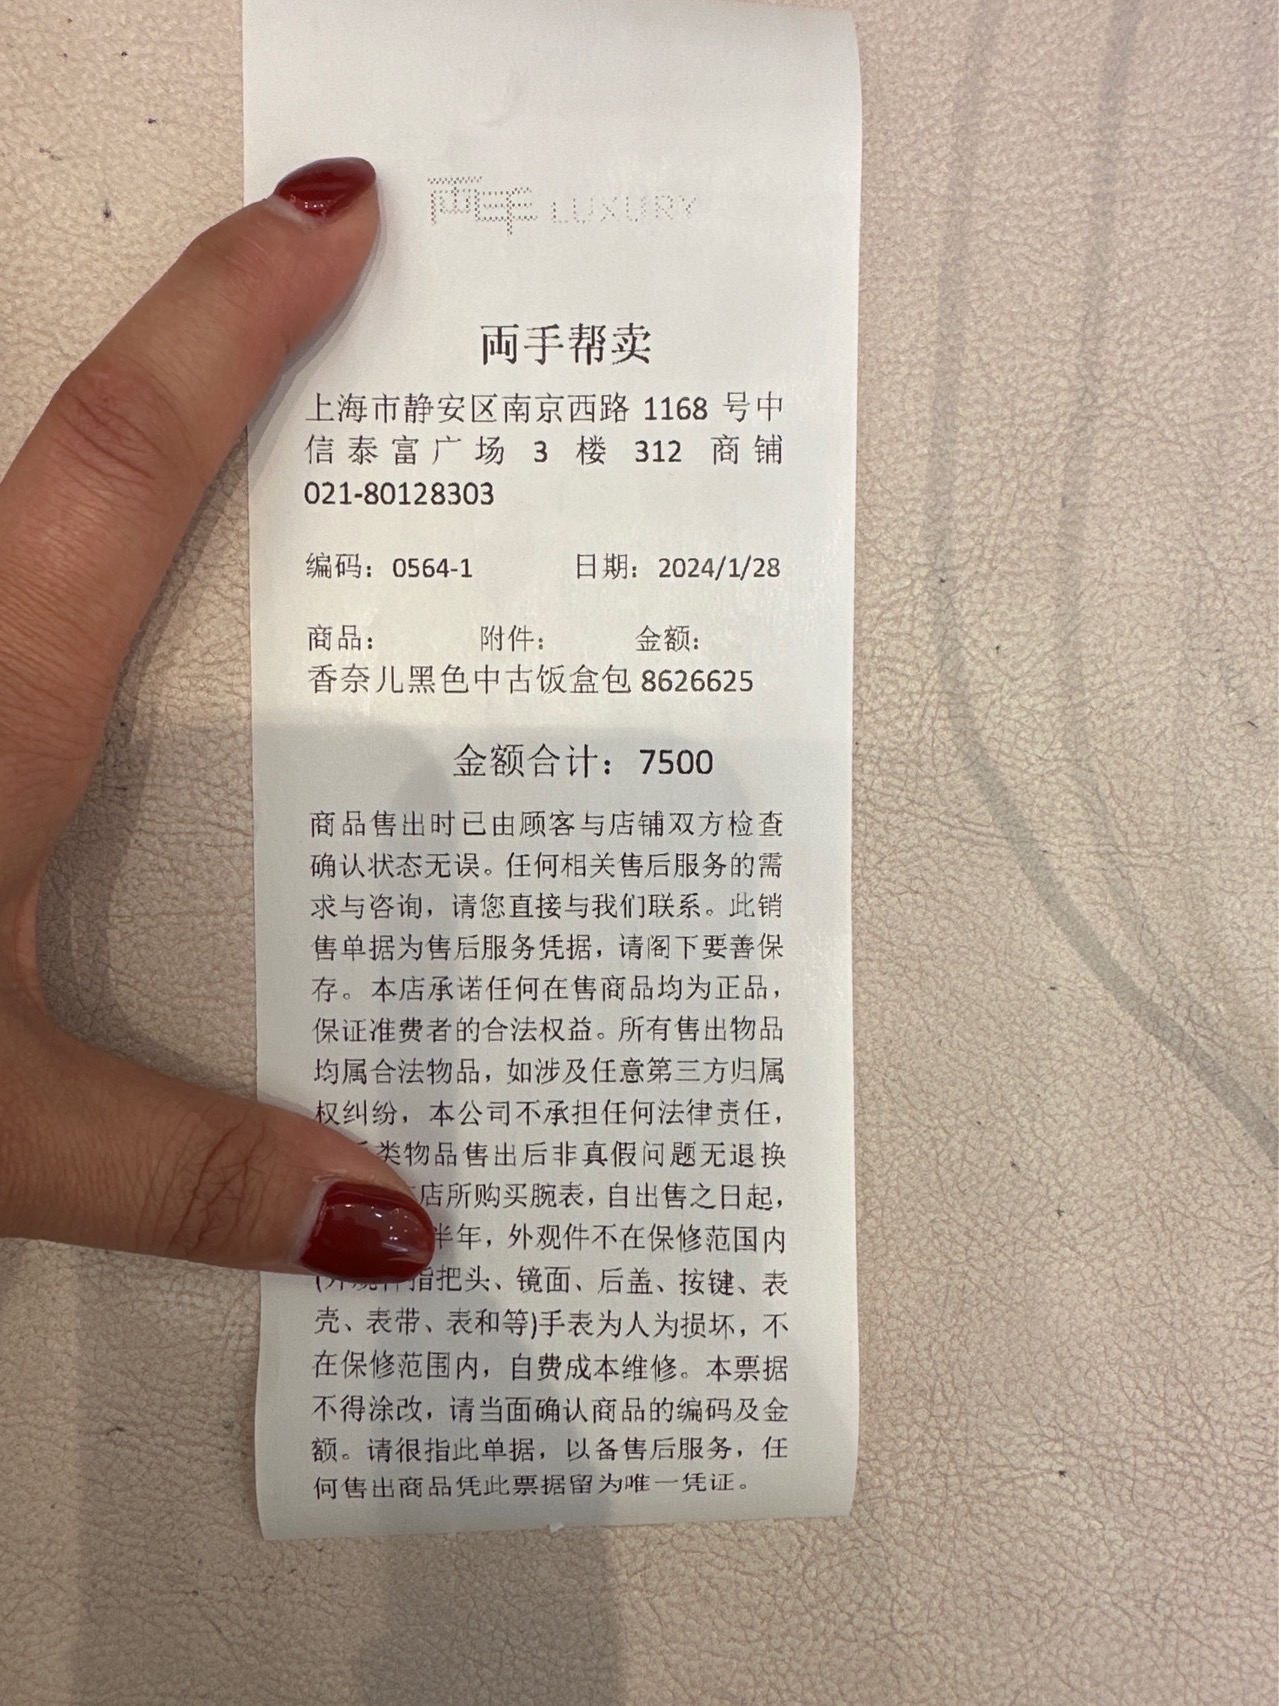 両手 LUXURY
両手帮卖
上海市静安区南京西路 1168 号中
信泰富广场 3 楼 312 商铺
021-80128303
编码：0564-1 日期：2024/1/28
商品： 附件： 金额：
香奈儿黑色中古饭盒包 8626625
金额合计：7500
商品售出时已由顾客与店铺双方检查
确认状态无误。任何相关售后服务的需
求与咨询，请您直接与我们联系。此销
售单据为售后服务凭据，请阁下要善保
存。本店承诺任何在售商品均为正品，
保证准费者的合法权益。所有售出物品
均属合法物品，如涉及任意第三方归属
权纠纷，本公司不承担任何法律责任，
类物品售出后非真假问题无退换
店所购买腕表，自出售之日起，
半年，外观件不在保修范围内
(外观件指把头、镜面、后盖、按键、表
壳、表带、表和等)手表为人为损坏，不
在保修范围内，自费成本维修。本票据
不得涂改，请当面确认商品的编码及金
额。请很指此单据，以备售后服务，任
何售出商品凭此票据留为唯一凭证。